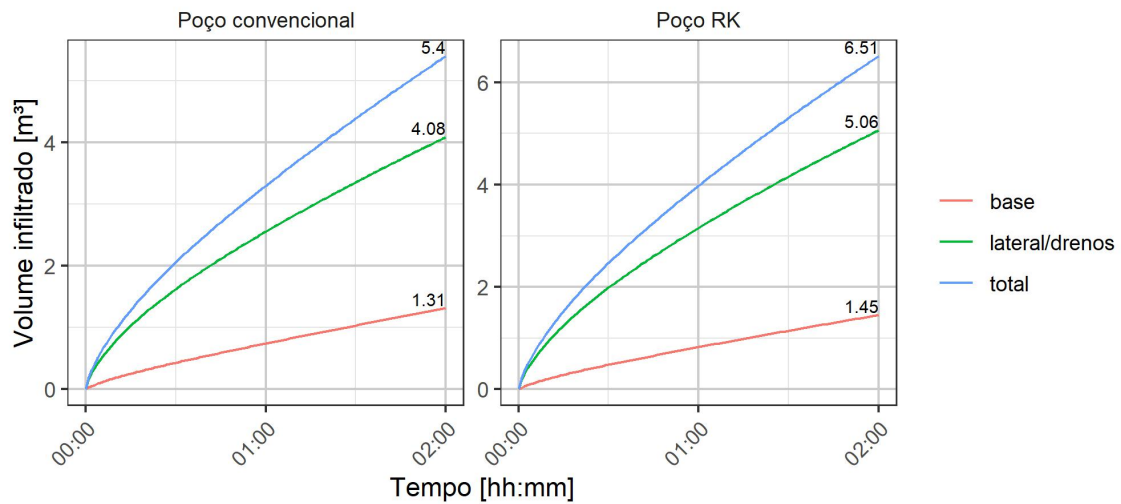 Poço convencional
Poço RK
Volume infiltrado [m³]
5.4
4.08
1.31
4
2
0
00:00
01:00
02:00
6.51
5.06
1.45
6
4
2
0
00:00
01:00
02:00
Tempo [hh:mm]
base
lateral/drenos
total